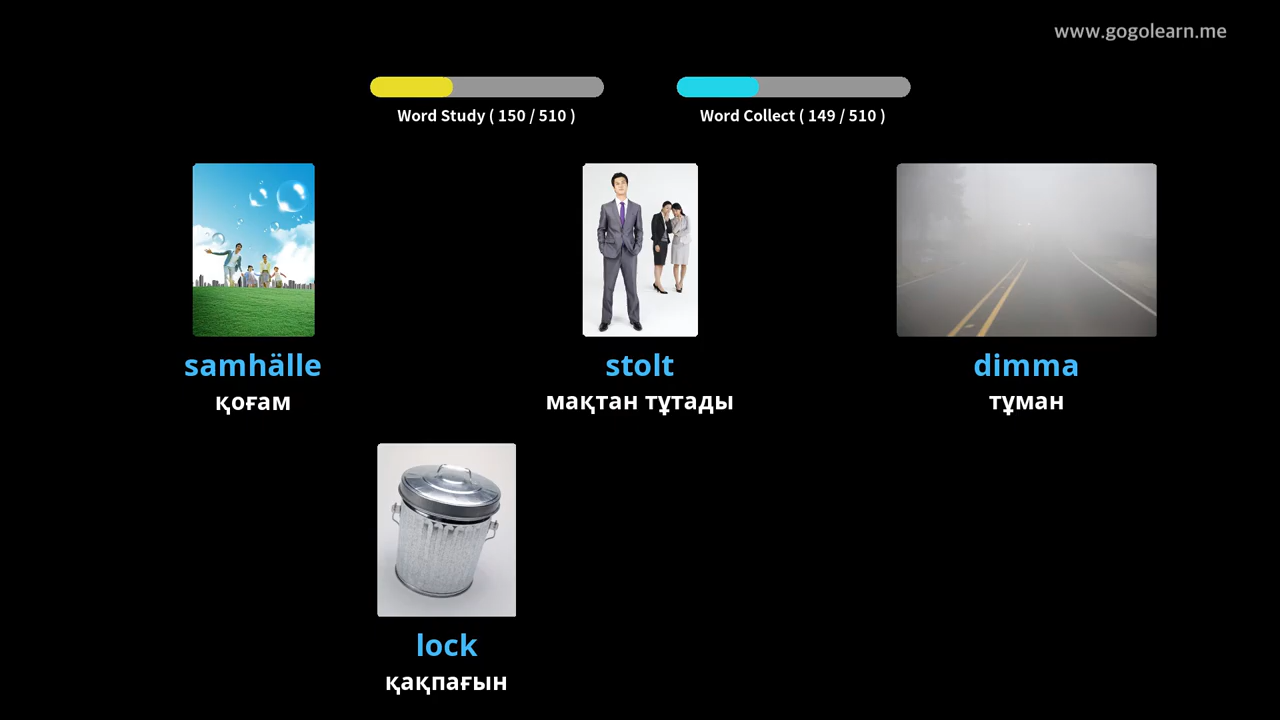 www.gogolearn.me
Word Study ( 150 / 510 )
Word Collect ( 149 / 510 )
samhälle
қоғам
stolt
мақтан тұтады
dimma
тұман
lock
қақпағын